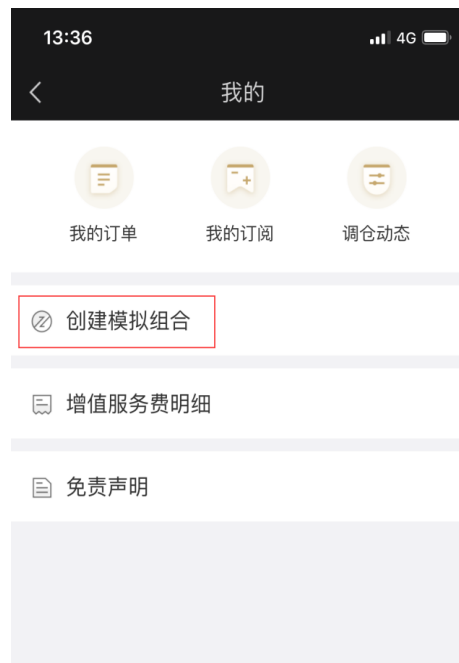 13:36 4G
我的
我的订单 我的订阅 调仓动态
创建模拟组合
增值服务费明细
免责声明